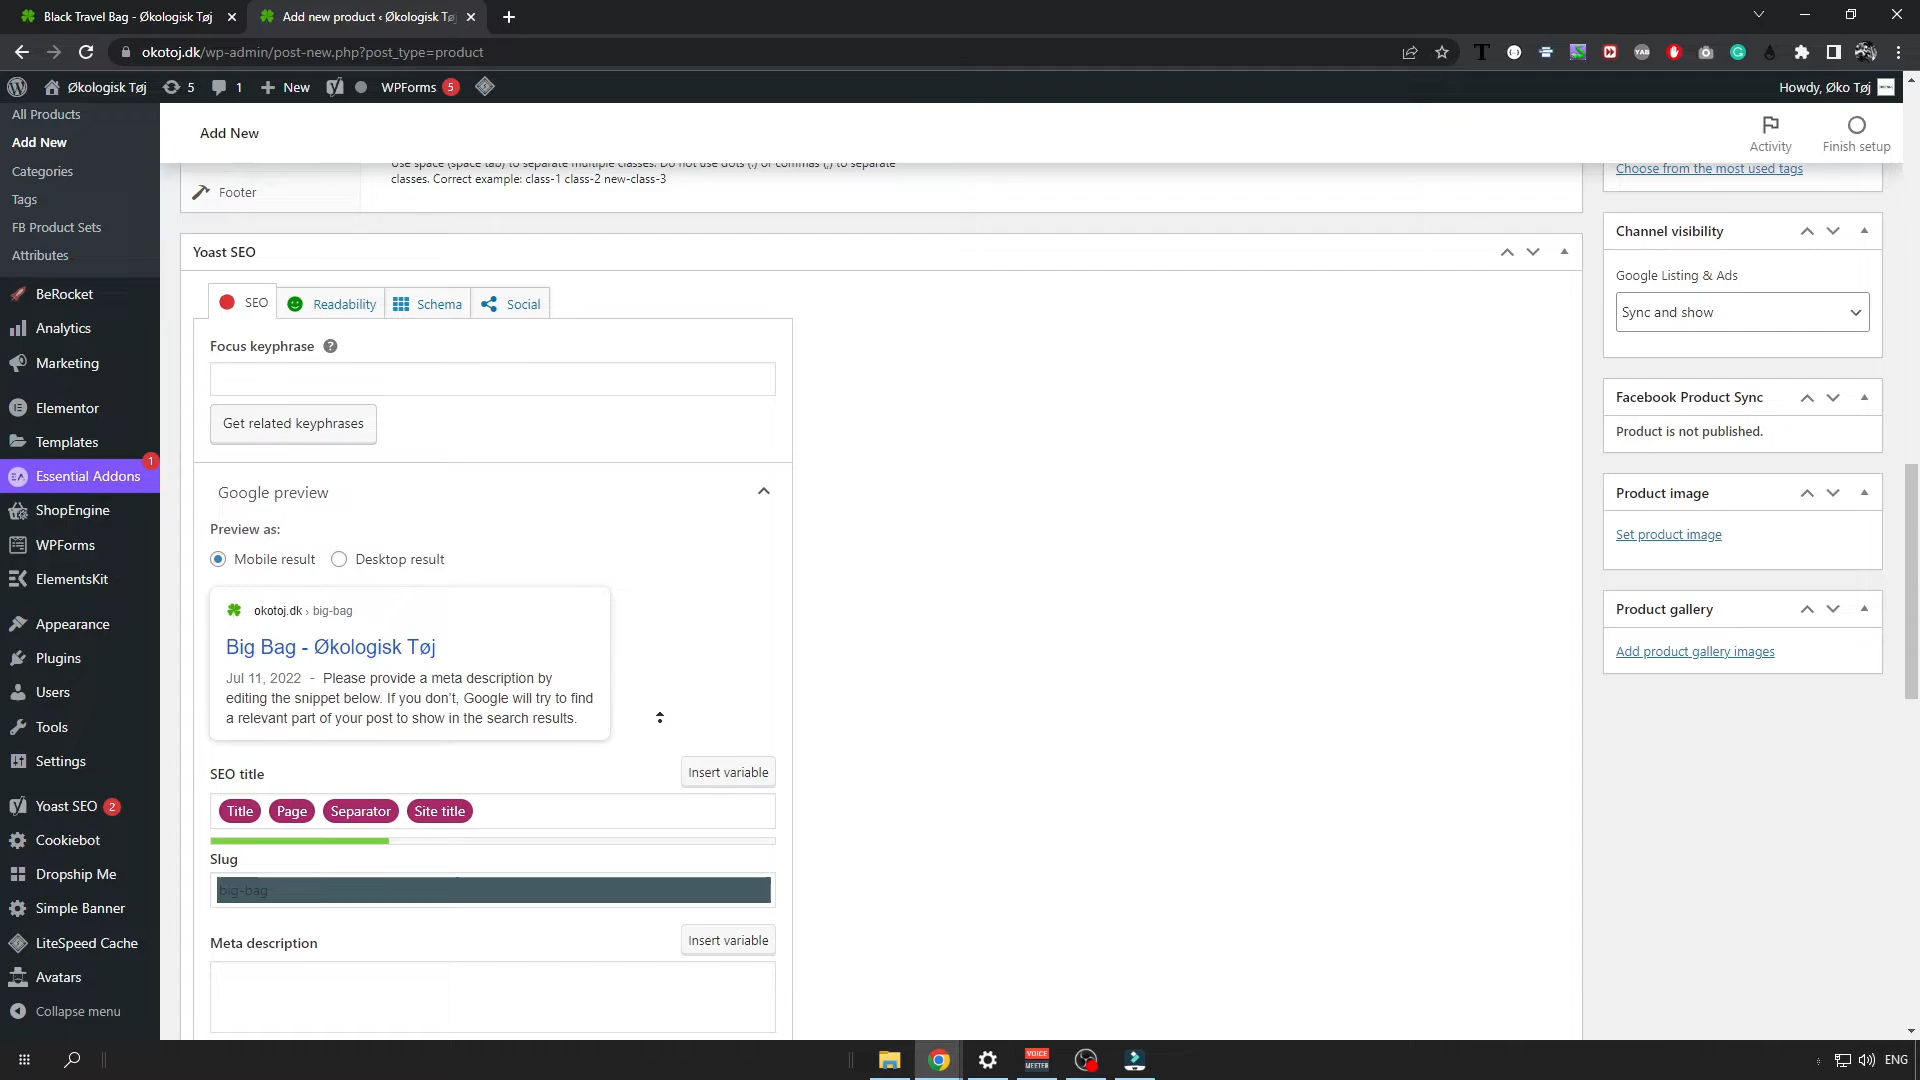 Black Travel Bag - Økologisk Tøj
Add new product ‹ Økologisk Tøj
okotoj.dk/wp-admin/post-new.php?post_type=product
Økologisk Tøj
5
1
New
WPForms 5
Howdy, Øko Tøj
All Products
Add New
Categories
Tags
FB Product Sets
Attributes
BeRocket
Analytics
Marketing
Elementor
Templates
Essential Addons 1
ShopEngine
WPForms
ElementsKit
Appearance
Plugins
Users
Tools
Settings
Yoast SEO 2
Cookiebot
Dropship Me
Simple Banner
LiteSpeed Cache
Avatars
Collapse menu
Add New
Activity
Finish setup
Use space (space tab) to separate multiple classes. Do not use dots (.) or commas (,) to separate
classes. Correct example: class-1 class-2 new-class-3
Footer
Yoast SEO
SEO
Readability
Schema
Social
Focus keyphrase
Get related keyphrases
Google preview
Preview as:
Mobile result
Desktop result
okotoj.dk › big-bag
Big Bag - Økologisk Tøj
Jul 11, 2022 - Please provide a meta description by
editing the snippet below. If you don't, Google will try to find
a relevant part of your post to show in the search results.
SEO title
Insert variable
Title Page Separator Site title
Slug
big-bag
Meta description
Insert variable
Choose from the most used tags
Channel visibility
Google Listing & Ads
Sync and show
Facebook Product Sync
Product is not published.
Product image
Set product image
Product gallery
Add product gallery images
VOICE
MEETER
ENG